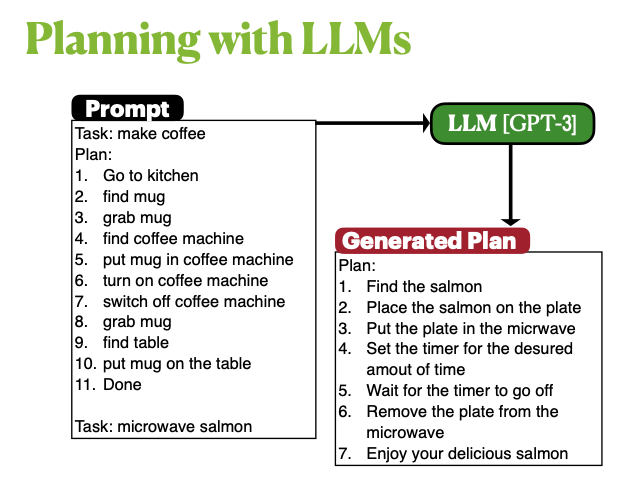 Planning with LLMs
Prompt
Task: make coffee
Plan:
1. Go to kitchen
2. find mug
3. grab mug
4. find coffee machine
5. put mug in coffee machine
6. turn on coffee machine
7. switch off coffee machine
8. grab mug
9. find table
10. put mug on the table
11. Done
Task: microwave salmon
LLM [GPT-3]
Generated Plan
Plan:
1. Find the salmon
2. Place the salmon on the plate
3. Put the plate in the micrwave
4. Set the timer for the desured
amout of time
5. Wait for the timer to go off
6. Remove the plate from the
microwave
7. Enjoy your delicious salmon